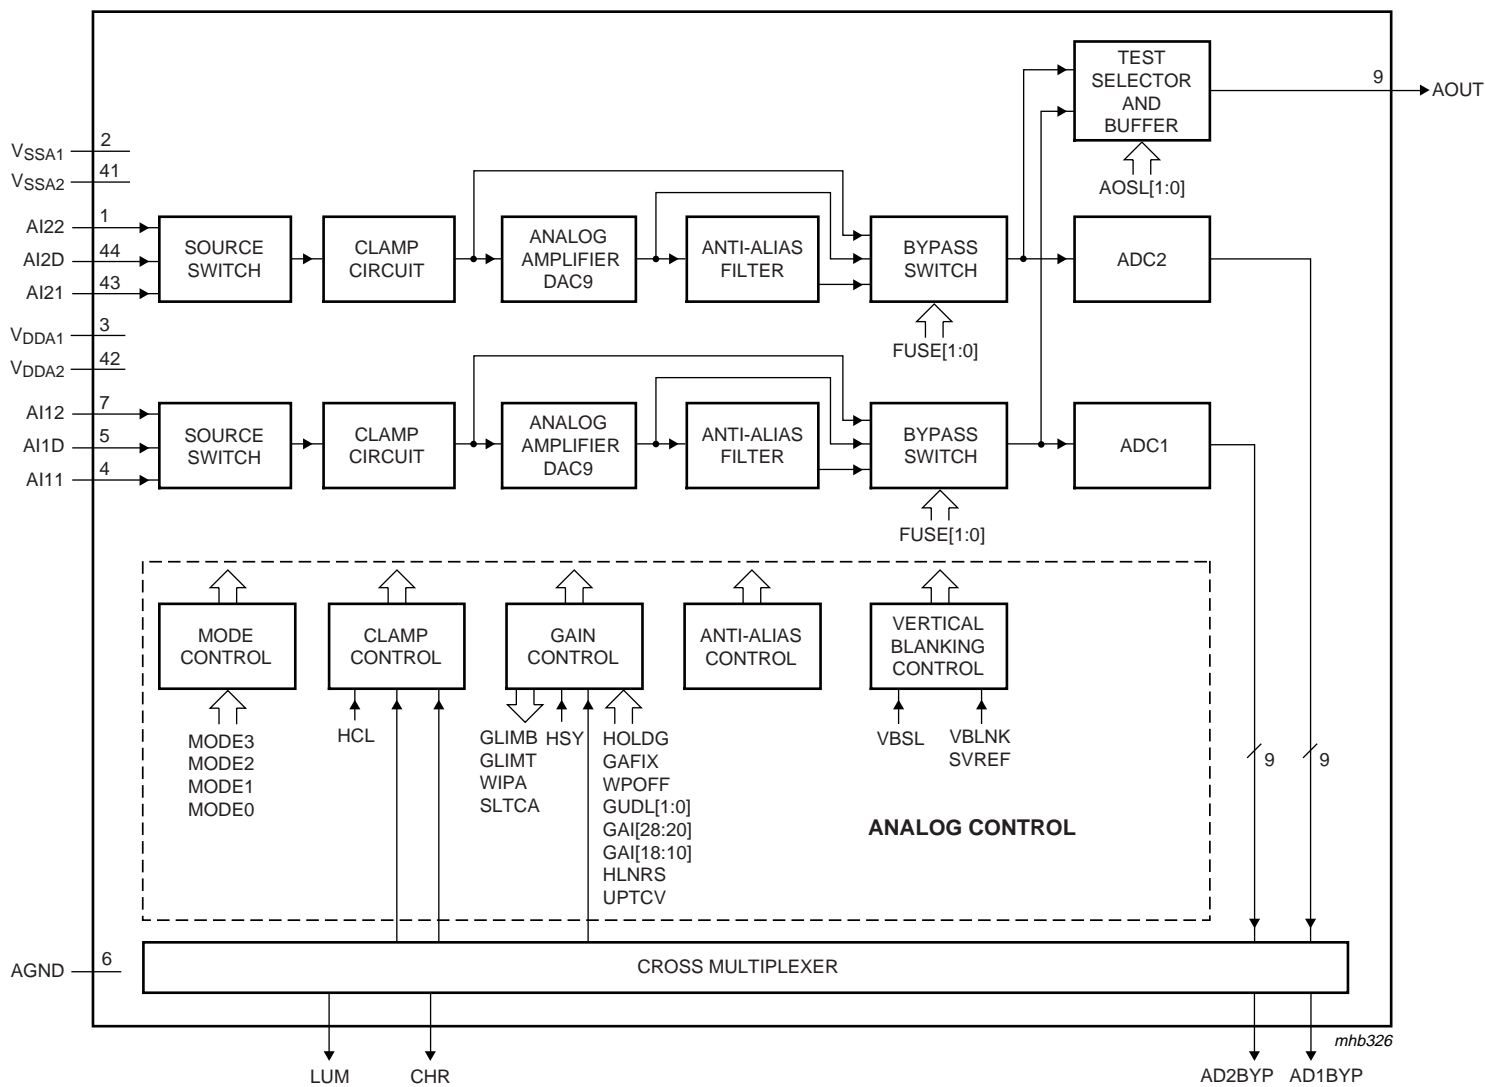 TEST
SELECTOR
AND
BUFFER
9
AOUT
AOSL[1:0]
VSSA1
2
VSSA2
41
AI22
1
AI2D
44
AI21
43
SOURCE
SWITCH
CLAMP
CIRCUIT
ANALOG
AMPLIFIER
DAC9
ANTI-ALIAS
FILTER
BYPASS
SWITCH
ADC2
FUSE[1:0]
VDDA1
3
VDDA2
42
AI12
7
AI1D
5
AI11
4
SOURCE
SWITCH
CLAMP
CIRCUIT
ANALOG
AMPLIFIER
DAC9
ANTI-ALIAS
FILTER
BYPASS
SWITCH
ADC1
FUSE[1:0]
MODE
CONTROL
CLAMP
CONTROL
GAIN
CONTROL
ANTI-ALIAS
CONTROL
VERTICAL
BLANKING
CONTROL
MODE3
MODE2
MODE1
MODE0
HCL
GLIMB
GLIMT
WIPA
SLTCA
HSY
HOLDG
GAFIX
WPOFF
GUDL[1:0]
GAI[28:20]
GAI[18:10]
HLNRS
UPTCV
VBSL
VBLNK
SVREF
9
9
ANALOG CONTROL
AGND
6
CROSS MULTIPLEXER
mhb326
LUM
CHR
AD2BYP
AD1BYP